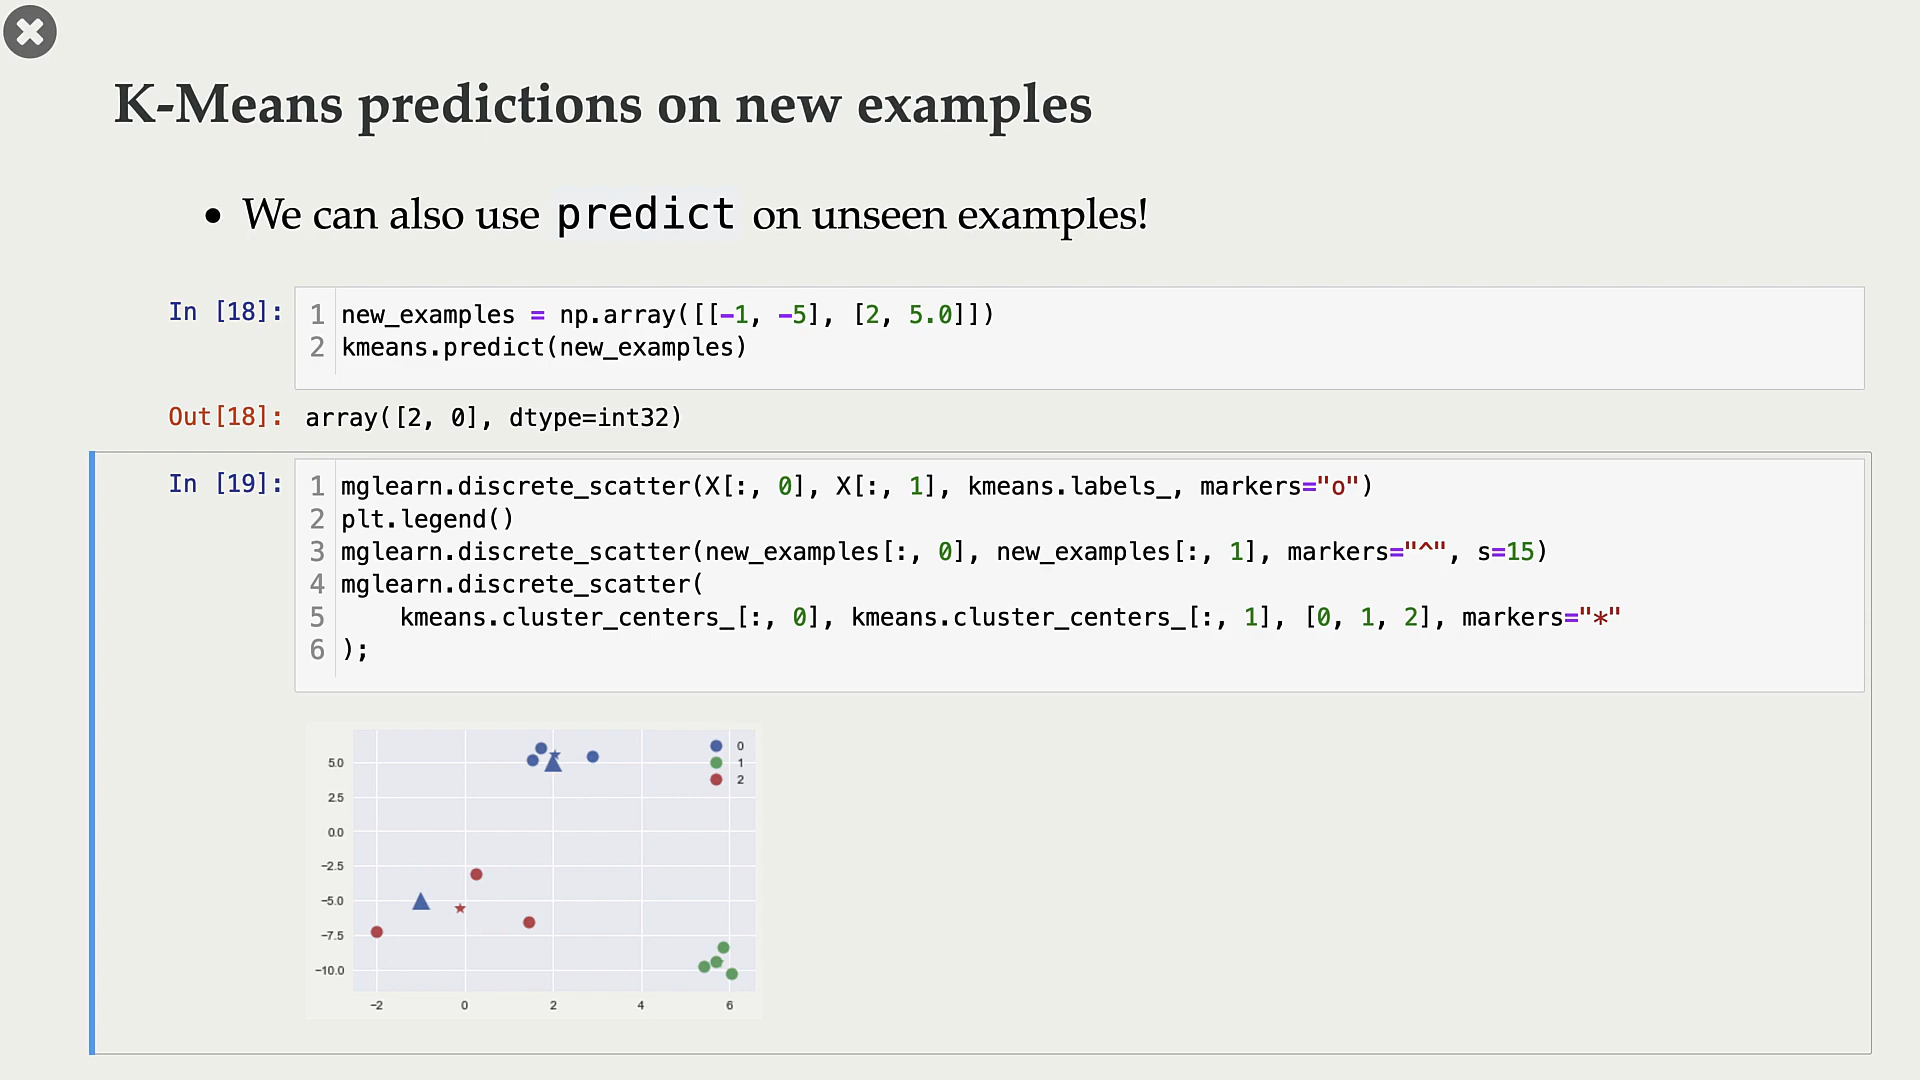 K-Means predictions on new examples
• We can also use predict on unseen examples!
In [18]:
1 new_examples = np.array([[-1, -5], [2, 5.0]])
2 kmeans.predict(new_examples)
Out[18]: array([2, 0], dtype=int32)
In [19]:
1 mglearn.discrete_scatter(X[:, 0], X[:, 1], kmeans.labels_, markers="o")
2 plt.legend()
3 mglearn.discrete_scatter(new_examples[:, 0], new_examples[:, 1], markers="^", s=15)
4 mglearn.discrete_scatter(
5     kmeans.cluster_centers_[:, 0], kmeans.cluster_centers_[:, 1], [0, 1, 2], markers="*"
6 );
0
1
2
5.0
2.5
0.0
−2.5
−5.0
−7.5
−10.0
−2 0 2 4 6